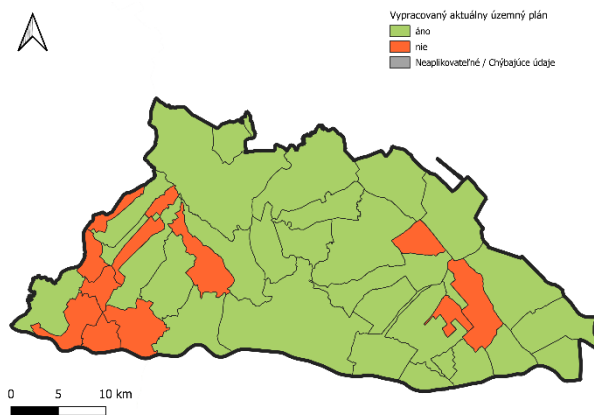 Vypracovaný aktuálny územný plán
áno
nie
Neaplikovateľné / Chýbajúce údaje
0 5 10 km